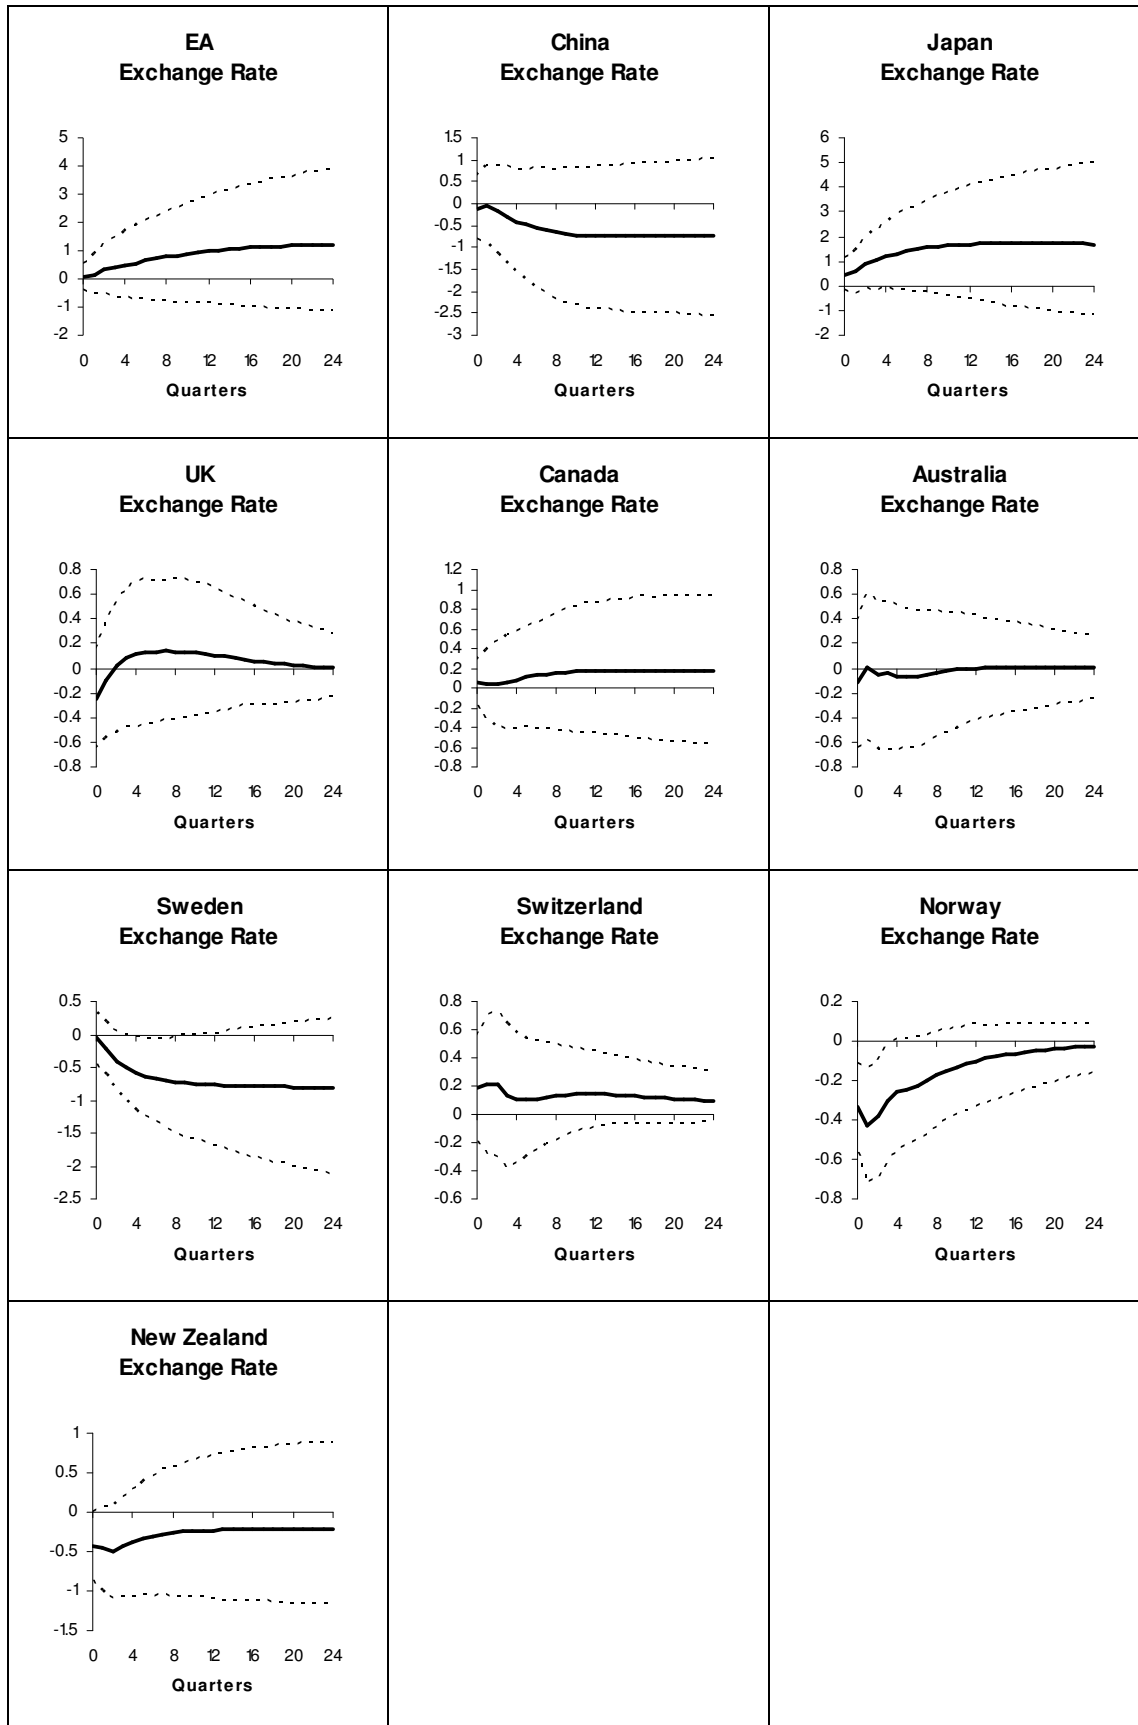 EA
Exchange Rate
5
4
3
2
1
0
-1
-2
0 4 8 12 16 20 24
Quarters
China
Exchange Rate
1.5
1
0.5
0
-0.5
-1
-1.5
-2
-2.5
-3
0 4 8 12 16 20 24
Quarters
Japan
Exchange Rate
6
5
4
3
2
1
0
-1
-2
0 4 8 12 16 20 24
Quarters
UK
Exchange Rate
0.8
0.6
0.4
0.2
0
-0.2
-0.4
-0.6
-0.8
0 4 8 12 16 20 24
Quarters
Canada
Exchange Rate
1.2
1
0.8
0.6
0.4
0.2
0
-0.2
-0.4
-0.6
-0.8
0 4 8 12 16 20 24
Quarters
Australia
Exchange Rate
0.8
0.6
0.4
0.2
0
-0.2
-0.4
-0.6
-0.8
0 4 8 12 16 20 24
Quarters
Sweden
Exchange Rate
0.5
0
-0.5
-1
-1.5
-2
-2.5
0 4 8 12 16 20 24
Quarters
Switzerland
Exchange Rate
0.8
0.6
0.4
0.2
0
-0.2
-0.4
-0.6
0 4 8 12 16 20 24
Quarters
Norway
Exchange Rate
0.2
0
-0.2
-0.4
-0.6
-0.8
0 4 8 12 16 20 24
Quarters
New Zealand
Exchange Rate
1
0.5
0
-0.5
-1
-1.5
0 4 8 12 16 20 24
Quarters